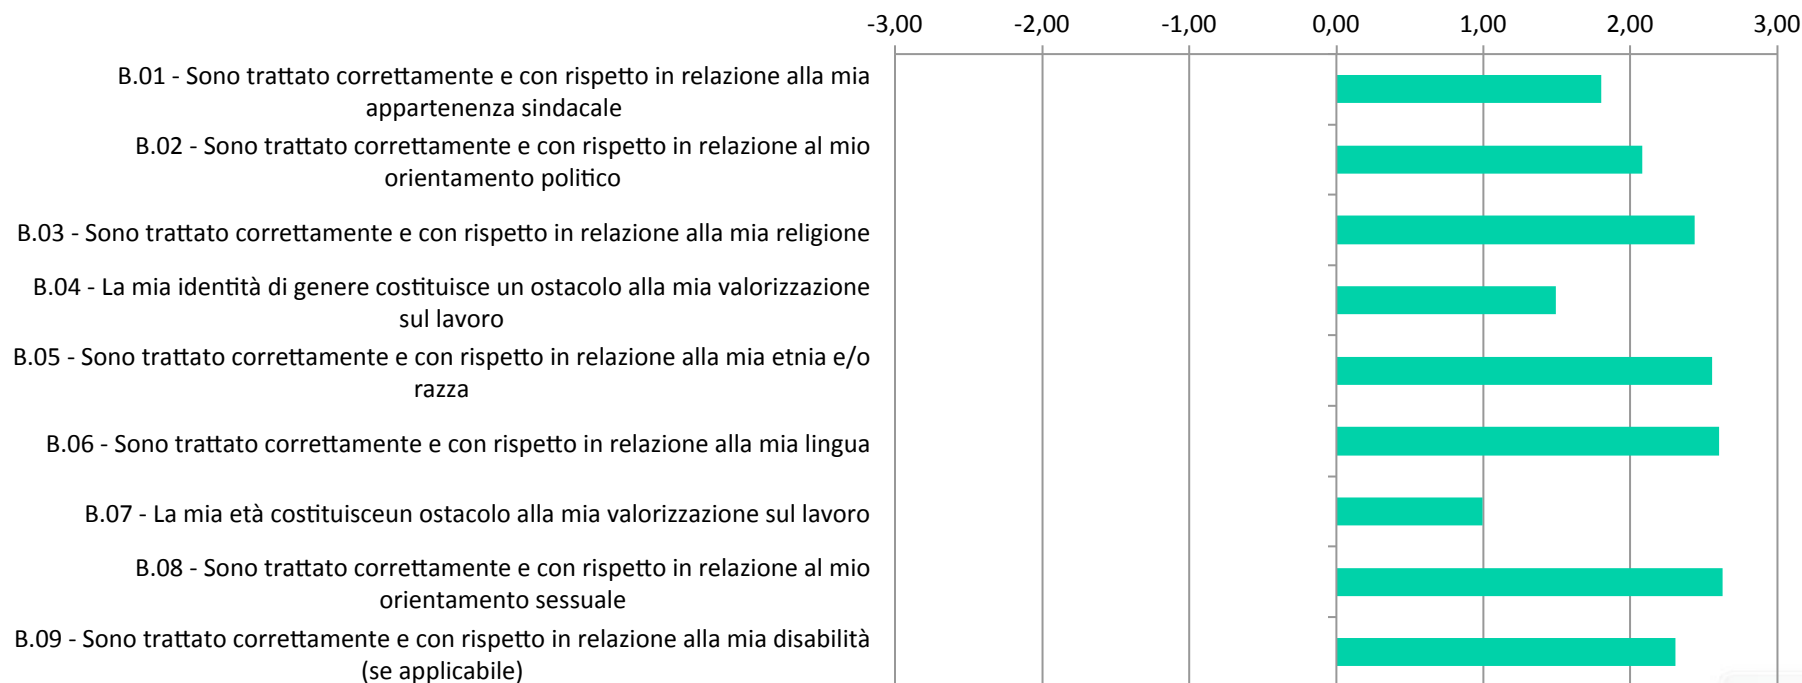 -3,00 -2,00 -1,00 0,00 1,00 2,00 3,00
B.01 - Sono trattato correttamente e con rispetto in relazione alla mia
appartenenza sindacale
B.02 - Sono trattato correttamente e con rispetto in relazione al mio
orientamento politico
B.03 - Sono trattato correttamente e con rispetto in relazione alla mia religione
B.04 - La mia identità di genere costituisce un ostacolo alla mia valorizzazione
sul lavoro
B.05 - Sono trattato correttamente e con rispetto in relazione alla mia etnia e/o
razza
B.06 - Sono trattato correttamente e con rispetto in relazione alla mia lingua
B.07 - La mia età costituisceun ostacolo alla mia valorizzazione sul lavoro
B.08 - Sono trattato correttamente e con rispetto in relazione al mio
orientamento sessuale
B.09 - Sono trattato correttamente e con rispetto in relazione alla mia disabilità
(se applicabile)